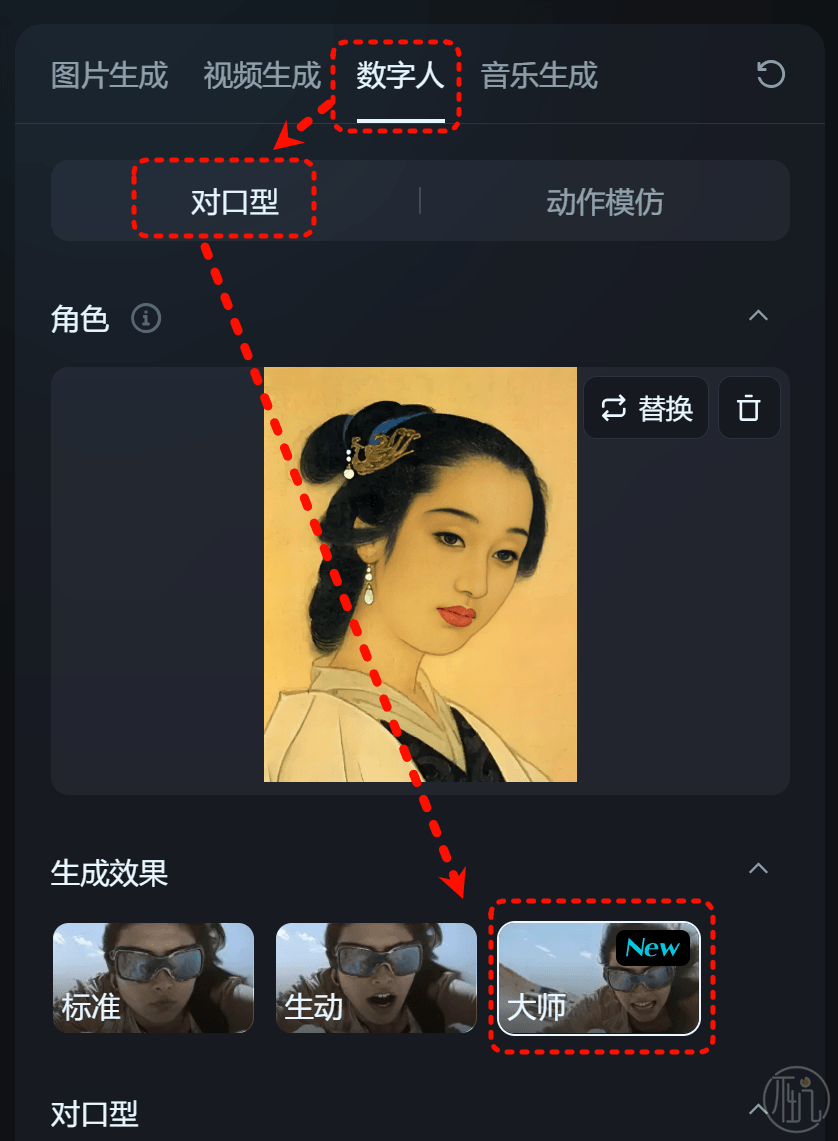 图片生成 视频生成 数字人 音乐生成
对口型 动作模仿
角色
替换
生成效果
New
标准 生动 大师
对口型